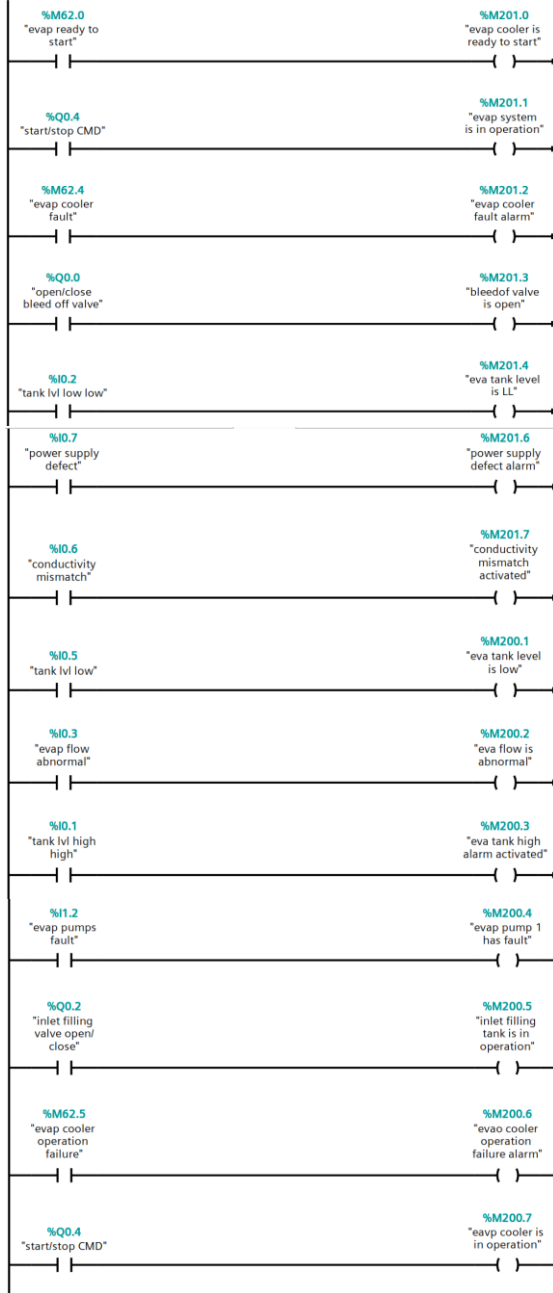 %M62.0
"evap ready to
start"
%M201.0
"evap cooler is
ready to start"
%Q0.4
"start/stop CMD"
%M201.1
"evap system
is in operation"
%M62.4
"evap cooler
fault"
%M201.2
"evap cooler
fault alarm"
%Q0.0
"open/close
bleed off valve"
%M201.3
"bleedof valve
is open"
%I0.2
"tank lvl low low"
%M201.4
"eva tank level
is LL"
%I0.7
"power supply
defect"
%M201.6
"power supply
defect alarm"
%I0.6
"conductivity
mismatch"
%M201.7
"conductivity
mismatch
activated"
%I0.5
"tank lvl low"
%M200.1
"eva tank level
is low"
%I0.3
"evap flow
abnormal"
%M200.2
"eva flow is
abnormal"
%I0.1
"tank lvl high
high"
%M200.3
"eva tank high
alarm activated"
%I1.2
"evap pumps
fault"
%M200.4
"evap pump 1
has fault"
%Q0.2
"inlet filling
valve open/
close"
%M200.5
"inlet filling
tank is in
operation"
%M62.5
"evap cooler
operation
failure"
%M200.6
"evao cooler
operation
failure alarm"
%Q0.4
"start/stop CMD"
%M200.7
"eavp cooler is
in operation"